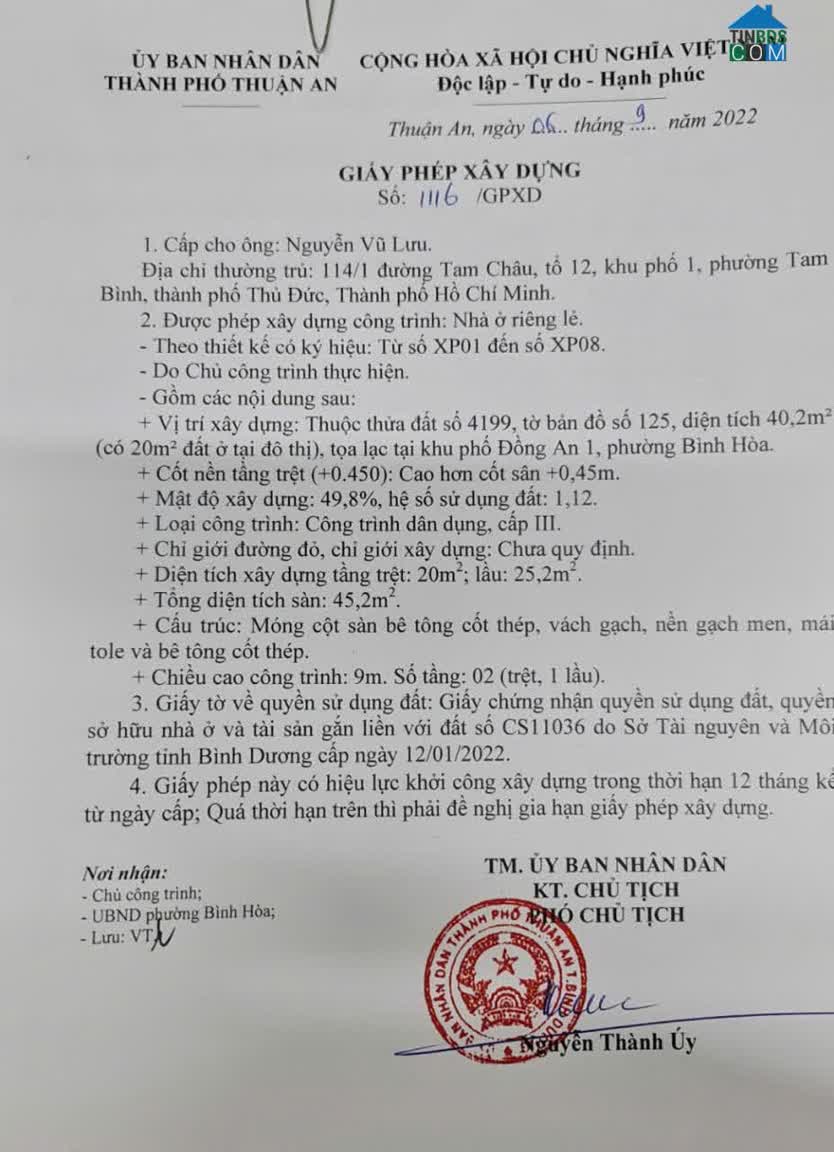 TINBDS
COM
ỦY BAN NHÂN DÂN
THÀNH PHỐ THUẬN AN
CỘNG HÒA XÃ HỘI CHỦ NGHĨA VIỆT
Độc lập - Tự do - Hạnh phúc
Thuận An, ngày 06.. tháng 9..... năm 2022
GIẤY PHÉP XÂY DỰNG
Số: 1116 /GPXD
1. Cấp cho ông: Nguyễn Vũ Lưu.
Địa chỉ thường trú: 114/1 đường Tam Châu, tổ 12, khu phố 1, phường Tam
Bình, thành phố Thủ Đức, Thành phố Hồ Chí Minh.
2. Được phép xây dựng công trình: Nhà ở riêng lẻ.
- Theo thiết kế có ký hiệu: Từ số XP01 đến số XP08.
- Do Chủ công trình thực hiện.
- Gồm các nội dung sau:
+ Vị trí xây dựng: Thuộc thửa đất số 4199, tờ bản đồ số 125, diện tích 40,2m²
(có 20m² đất ở tại đô thị), tọa lạc tại khu phố Đồng An 1, phường Bình Hòa.
+ Cốt nền tầng trệt (+0.450): Cao hơn cốt sân +0,45m.
+ Mật độ xây dựng: 49,8%, hệ số sử dụng đất: 1,12.
+ Loại công trình: Công trình dân dụng, cấp III.
+ Chỉ giới đường đỏ, chỉ giới xây dựng: Chưa quy định.
+ Diện tích xây dựng tầng trệt: 20m²; lầu: 25,2m².
+ Tổng diện tích sàn: 45,2m².
+ Cấu trúc: Móng cột sàn bê tông cốt thép, vách gạch, nền gạch men, mái
tole và bê tông cốt thép.
+ Chiều cao công trình: 9m. Số tầng: 02 (trệt, 1 lầu).
3. Giấy tờ về quyền sử dụng đất: Giấy chứng nhận quyền sử dụng đất, quyền
sở hữu nhà ở và tài sản gắn liền với đất số CS11036 do Sở Tài nguyên và Môi
trường tỉnh Bình Dương cấp ngày 12/01/2022.
4. Giấy phép này có hiệu lực khởi công xây dựng trong thời hạn 12 tháng kể
từ ngày cấp; Quá thời hạn trên thì phải đề nghị gia hạn giấy phép xây dựng.
Nơi nhận:
- Chủ công trình;
- UBND phường Bình Hòa;
- Lưu: VT
TM. ỦY BAN NHÂN DÂN
KT. CHỦ TỊCH
PHÓ CHỦ TỊCH
BAN NHÂN DÂN THÀNH PHỐ THUẬN AN T.BÌNH DƯƠNG
Nguyễn Thành Úy